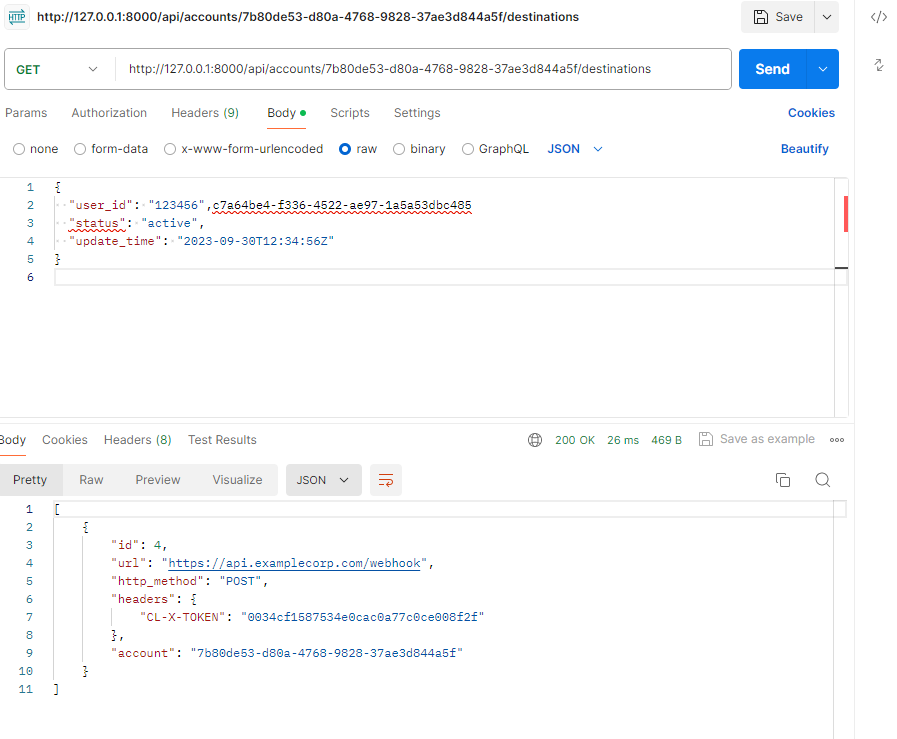 HTTP http://127.0.0.1:8000/api/accounts/7b80de53-d80a-4768-9828-37ae3d844a5f/destinations Save </>
GET http://127.0.0.1:8000/api/accounts/7b80de53-d80a-4768-9828-37ae3d844a5f/destinations Send
Params Authorization Headers (9) Body Scripts Settings Cookies
none form-data x-www-form-urlencoded raw binary GraphQL JSON Beautify
1 {
2 "user_id": "123456",c7a64be4-f336-4522-ae97-1a5a53dbc485
3 "status": "active",
4 "update_time": "2023-09-30T12:34:56Z"
5 }
6
Body Cookies Headers (8) Test Results 200 OK 26 ms 469 B Save as example
Pretty Raw Preview Visualize JSON
1 [
2 {
3 "id": 4,
4 "url": "https://api.examplecorp.com/webhook",
5 "http_method": "POST",
6 "headers": {
7 "CL-X-TOKEN": "0034cf1587534e0cac0a77c0ce008f2f"
8 },
9 "account": "7b80de53-d80a-4768-9828-37ae3d844a5f"
10 }
11 ]